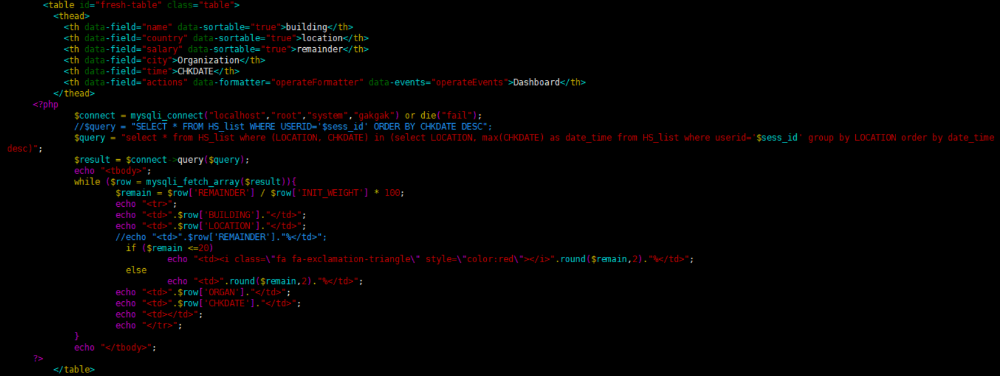 <table id="fresh-table" class="table">
<thead>
<th data-field="name" data-sortable="true">building</th>
<th data-field="country" data-sortable="true">location</th>
<th data-field="salary" data-sortable="true">remainder</th>
<th data-field="city">Organization</th>
<th data-field="time">CHKDATE</th>
<th data-field="actions" data-formatter="operateFormatter" data-events="operateEvents">Dashboard</th>
</thead>
<?php
$connect = mysqli_connect("localhost","root","system","gakgak") or die("fail");
//$query = "SELECT * FROM HS_list WHERE USERID='$sess_id' ORDER BY CHKDATE DESC";
$query = "select * from HS_list where (LOCATION, CHKDATE) in (select LOCATION, max(CHKDATE) as date_time from HS_list where userid='$sess_id' group by LOCATION order by date_time
desc)";
$result = $connect->query($query);
echo "<tbody>";
while ($row = mysqli_fetch_array($result)){
$remain = $row['REMAINDER'] / $row['INIT_WEIGHT'] * 100;
echo "<tr>";
echo "<td>".$row['BUILDING']."</td>";
echo "<td>".$row['LOCATION']."</td>";
//echo "<td>".$row['REMAINDER']."%</td>";
if ($remain <=20)
echo "<td><i class=\"fa fa-exclamation-triangle\" style=\"color:red\"></i>".round($remain,2)."%</td>";
else
echo "<td>".round($remain,2)."%</td>";
echo "<td>".$row['ORGAN']."</td>";
echo "<td>".$row['CHKDATE']."</td>";
echo "<td></td>";
echo "</tr>";
}
echo "</tbody>";
?>
</table>